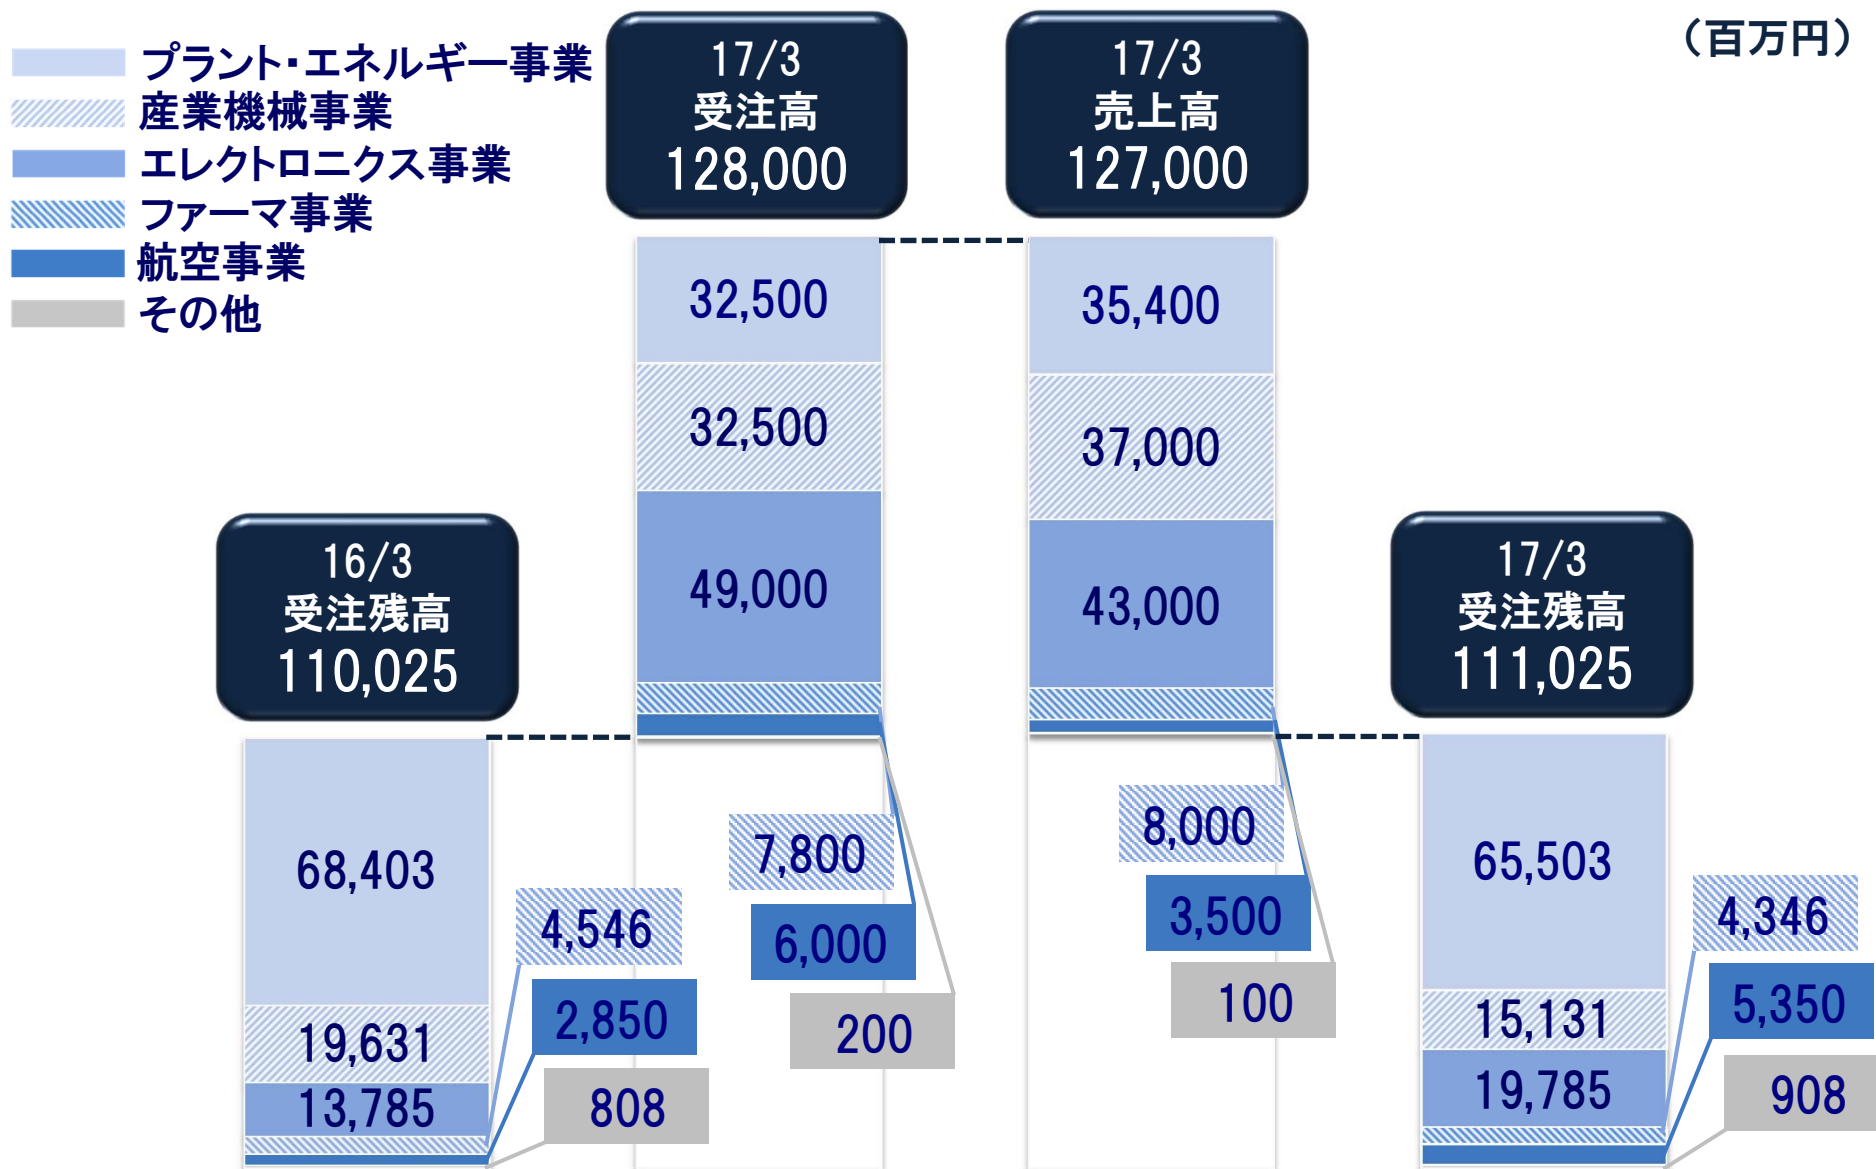 （百万円）
プラント・エネルギー事業
産業機械事業
エレクトロニクス事業
ファーマ事業
航空事業
その他
16/3
受注残高
110,025
68,403
19,631
13,785
4,546
2,850
808
17/3
受注高
128,000
32,500
32,500
49,000
7,800
6,000
200
17/3
売上高
127,000
35,400
37,000
43,000
8,000
3,500
100
17/3
受注残高
111,025
65,503
15,131
19,785
4,346
5,350
908